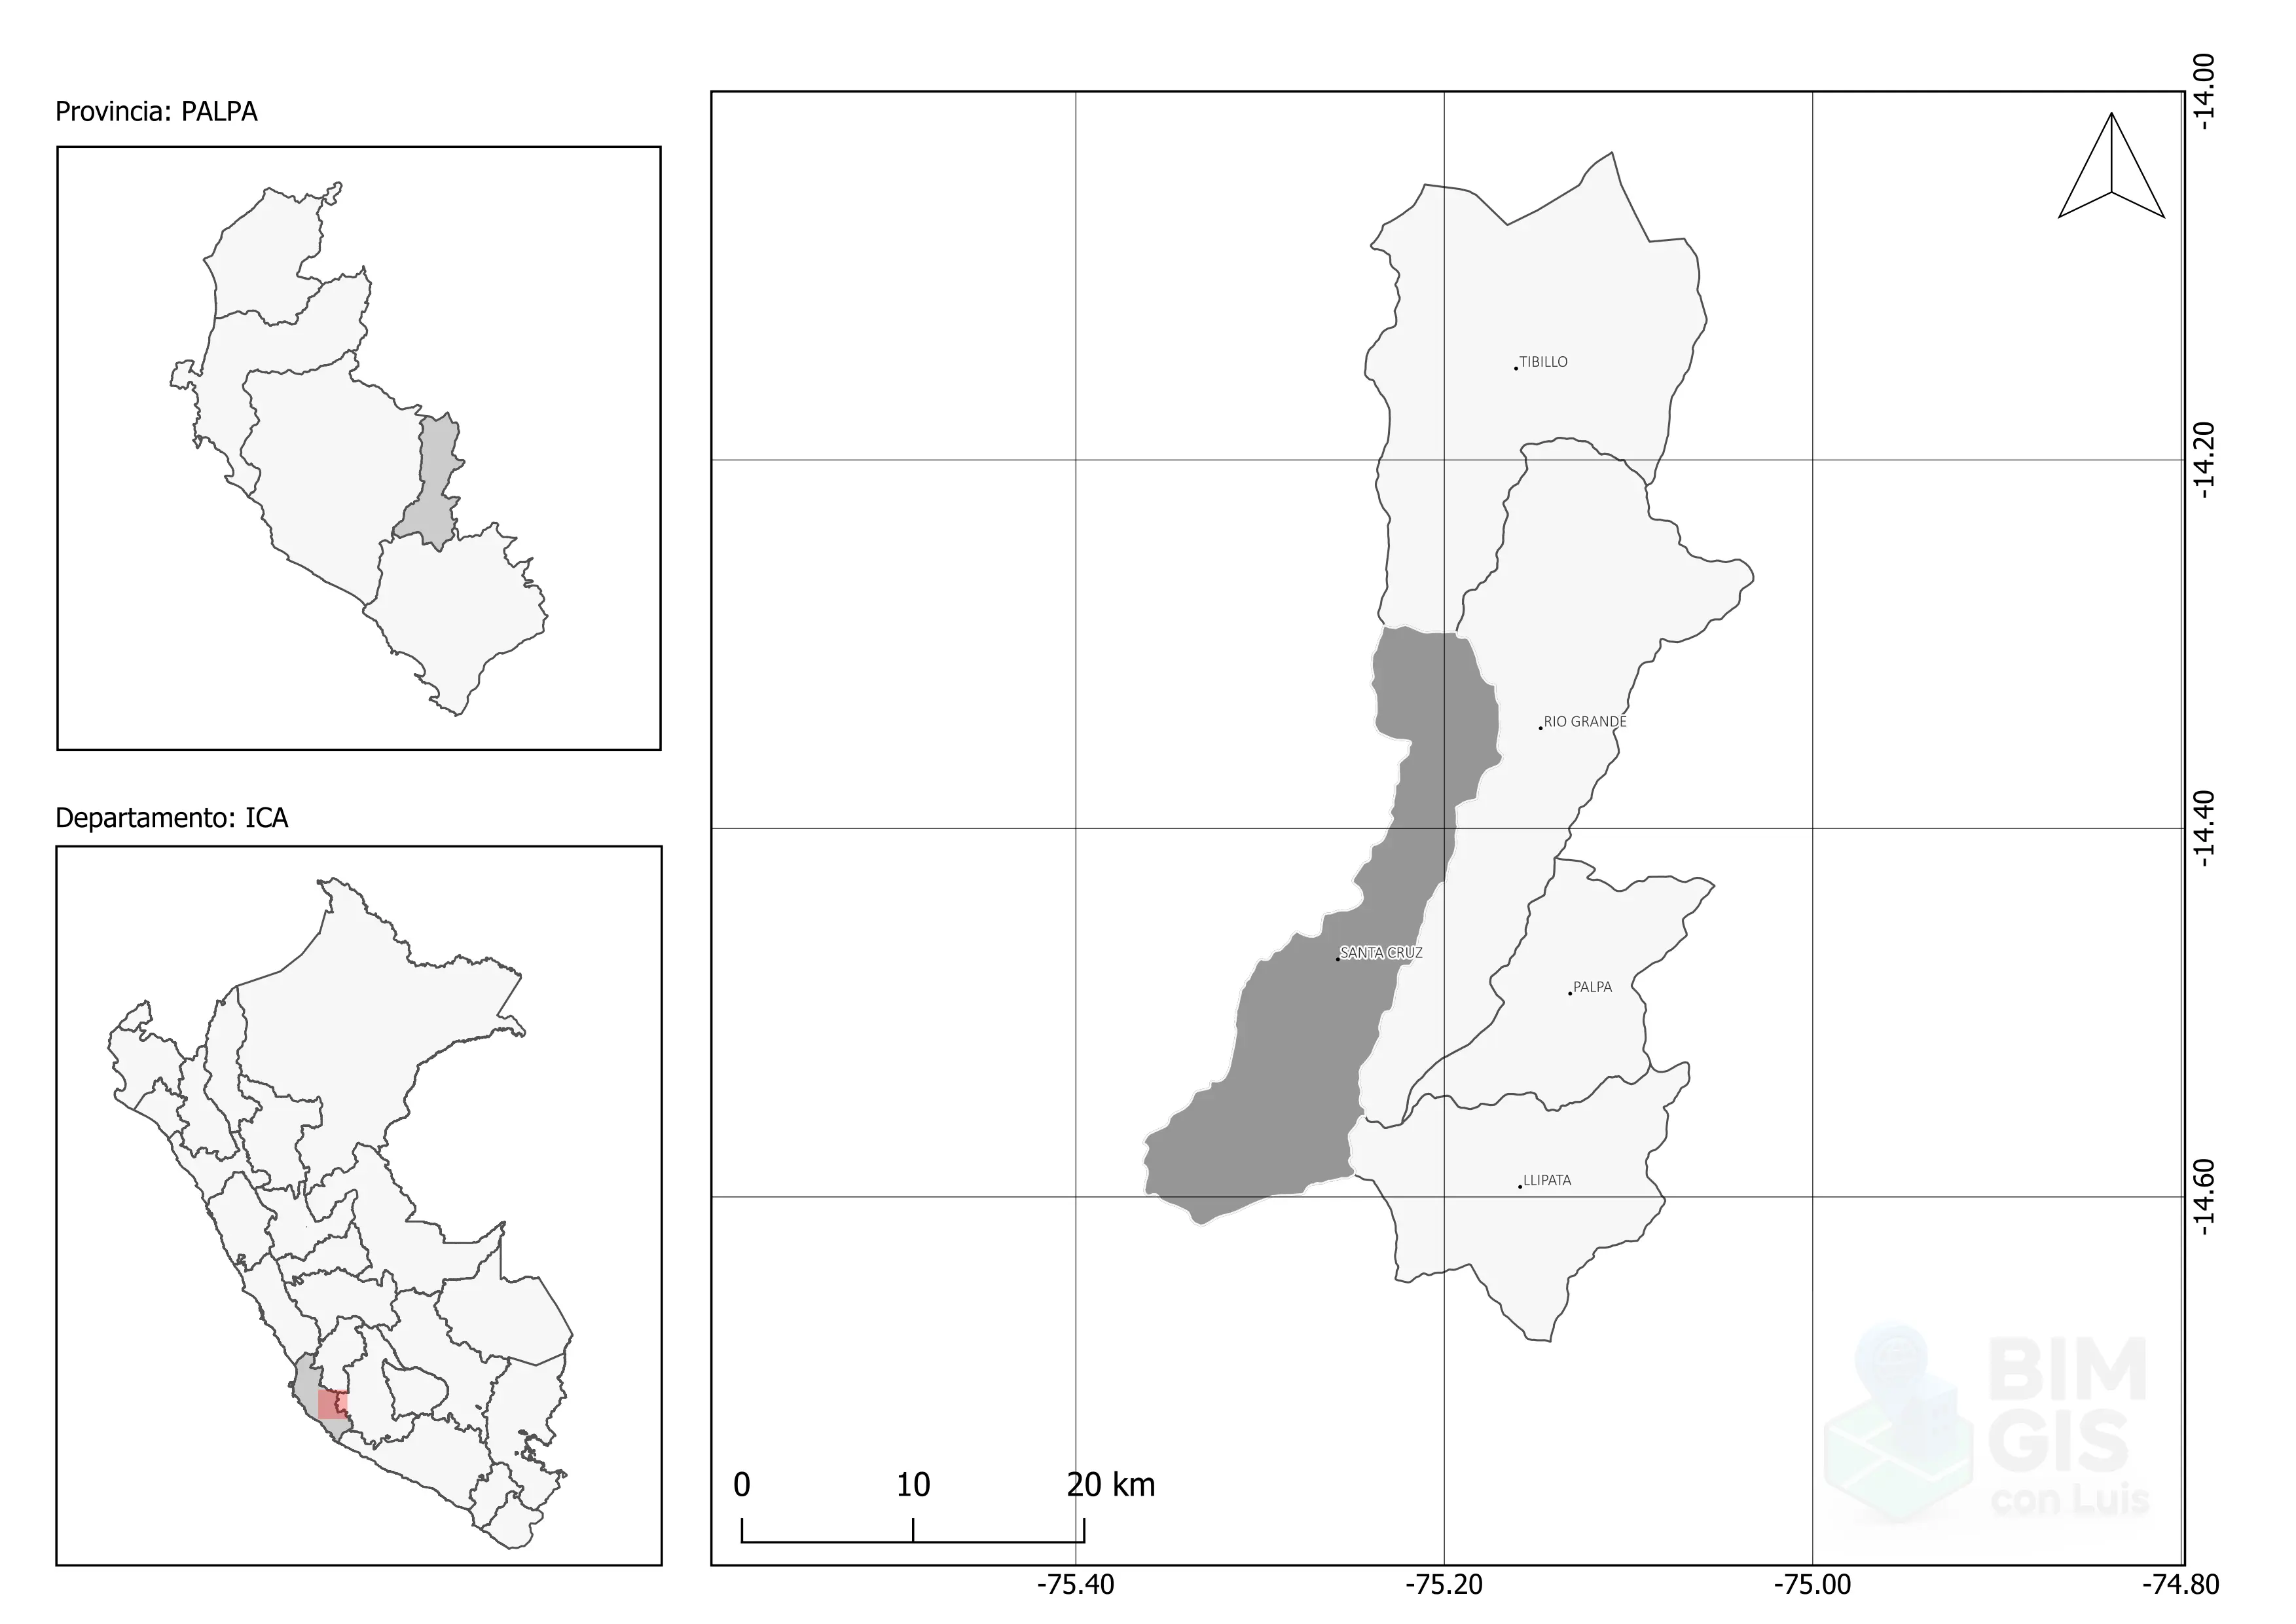 Provincia: PALPA
Departamento: ICA
TIBILLO
RIO GRANDE
SANTA CRUZ
PALPA
LLIPATA
-14.00
-14.20
-14.40
-14.60
0 10 20 km
-75.40 -75.20 -75.00 -74.80
BIM
GIS
con Luis